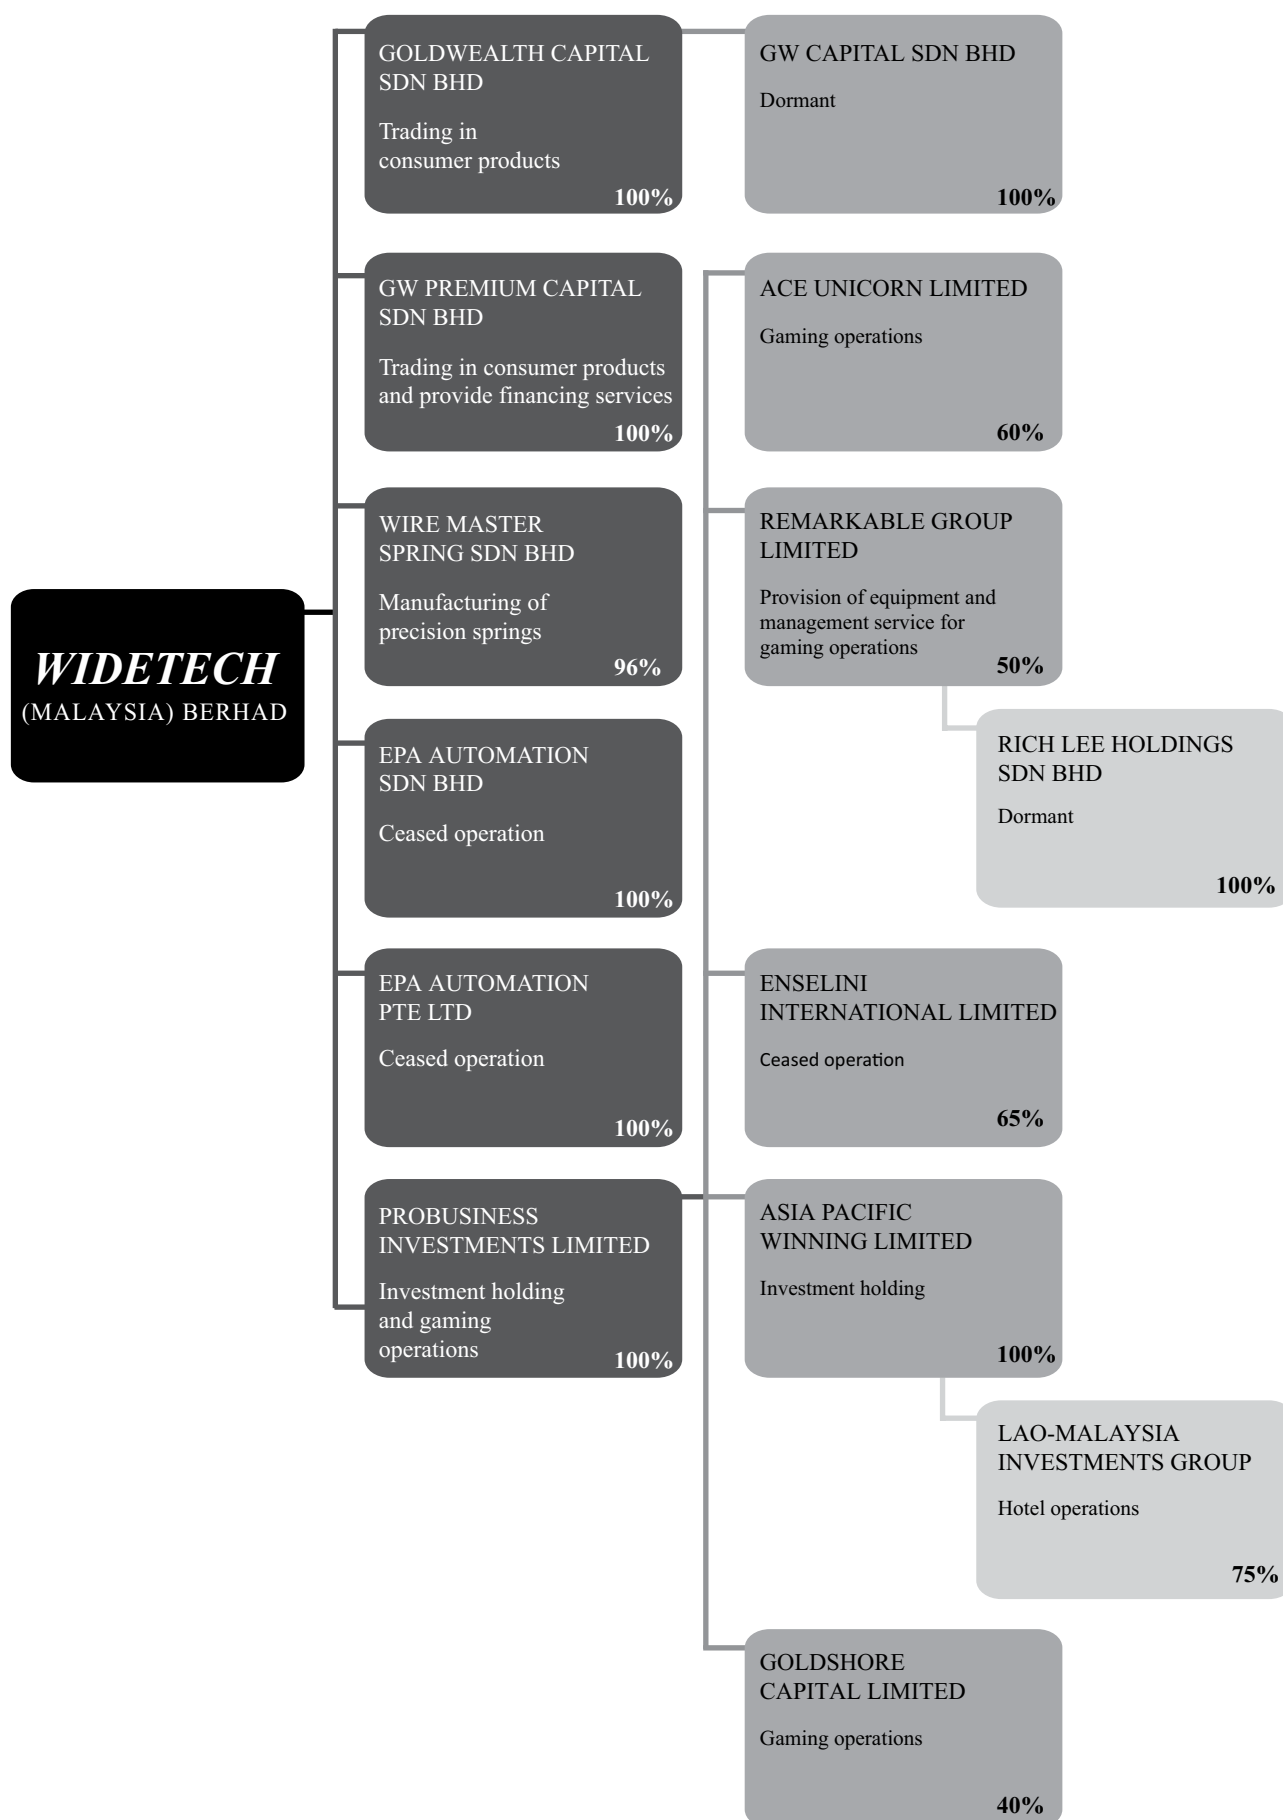 WIDETECH
(MALAYSIA) BERHAD
GOLDWEALTH CAPITAL
SDN BHD
Trading in
consumer products
100%
GW CAPITAL SDN BHD
Dormant
100%
GW PREMIUM CAPITAL
SDN BHD
Trading in consumer products
and provide financing services
100%
WIRE MASTER
SPRING SDN BHD
Manufacturing of
precision springs
96%
EPA AUTOMATION
SDN BHD
Ceased operation
100%
EPA AUTOMATION
PTE LTD
Ceased operation
100%
PROBUSINESS
INVESTMENTS LIMITED
Investment holding
and gaming
operations
100%
ACE UNICORN LIMITED
Gaming operations
60%
REMARKABLE GROUP
LIMITED
Provision of equipment and
management service for
gaming operations
50%
RICH LEE HOLDINGS
SDN BHD
Dormant
100%
ENSELINI
INTERNATIONAL LIMITED
Ceased operation
65%
ASIA PACIFIC
WINNING LIMITED
Investment holding
100%
LAO-MALAYSIA
INVESTMENTS GROUP
Hotel operations
75%
GOLDSHORE
CAPITAL LIMITED
Gaming operations
40%